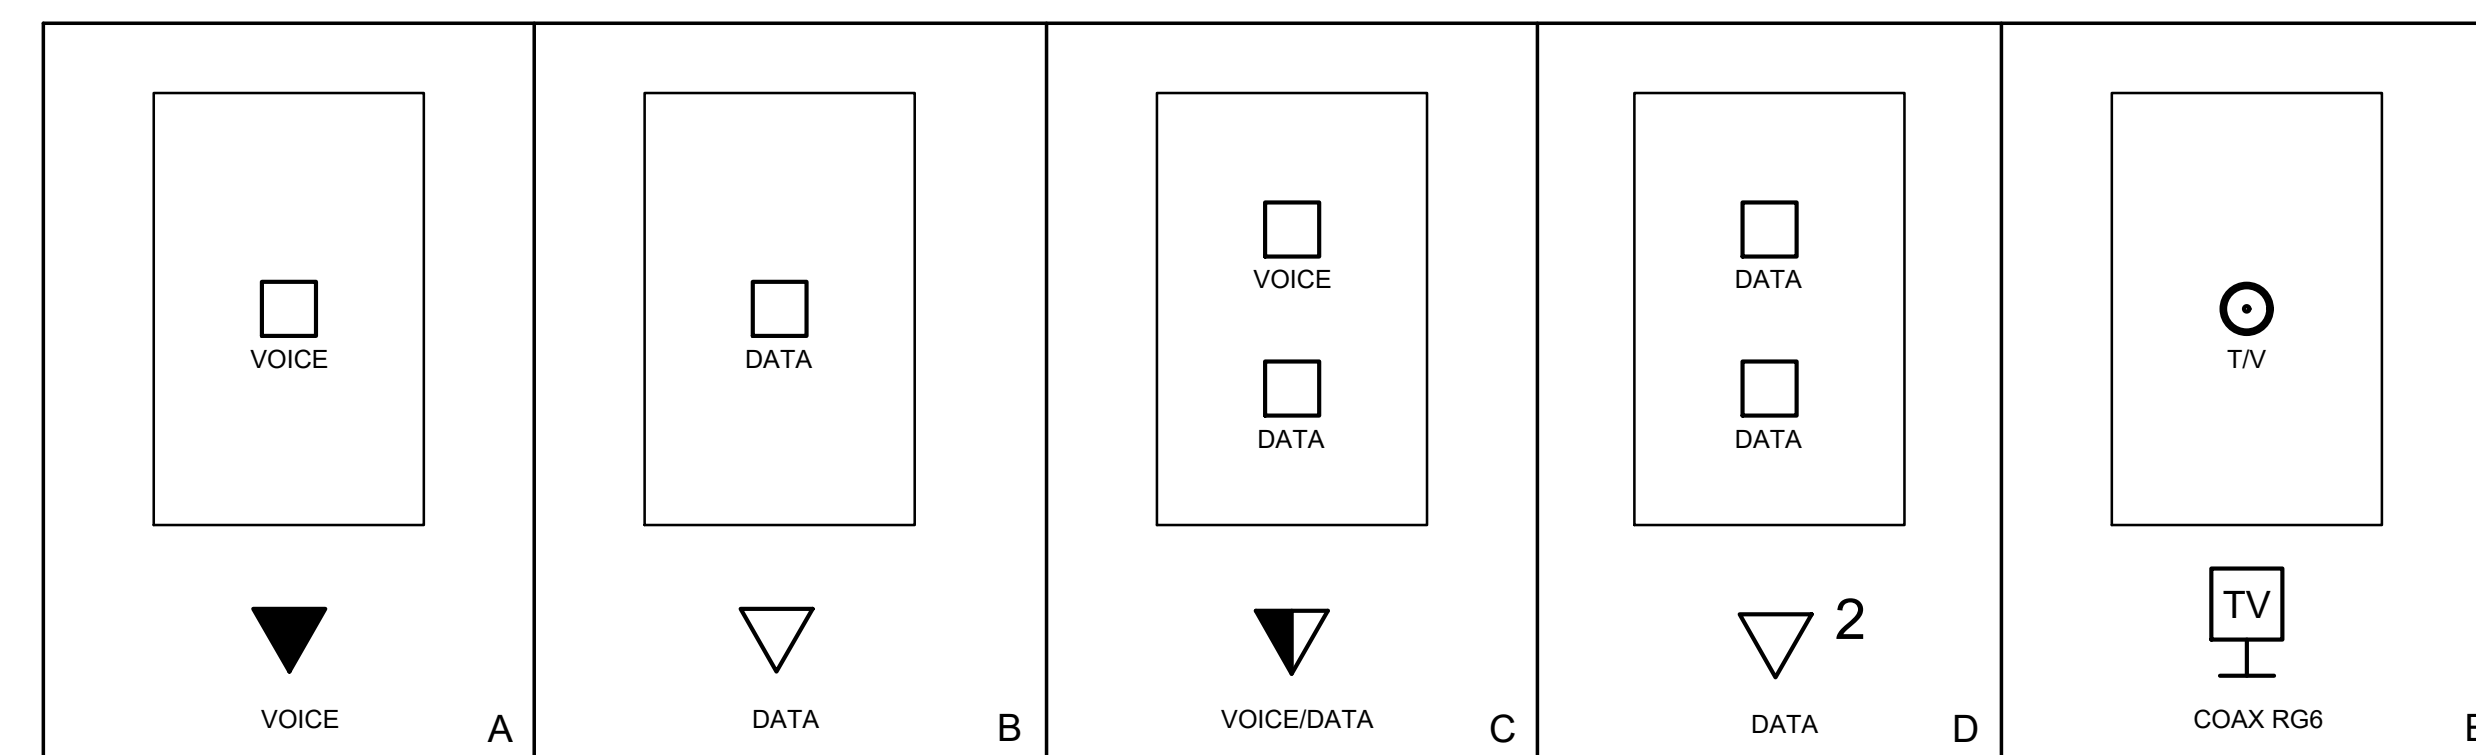 VOICE
VOICE
A
DATA
DATA
B
VOICE
DATA
VOICE/DATA
C
DATA
DATA
2
DATA
D
T/V
TV
COAX RG6